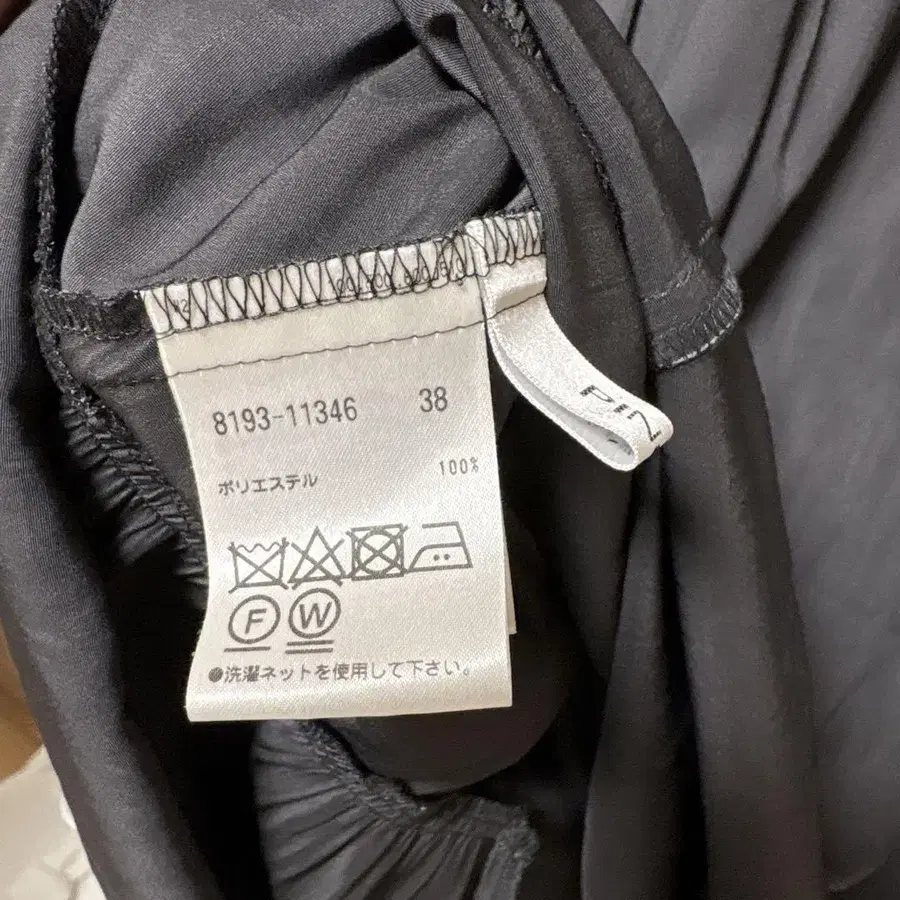 8193-11346 38
ポリエステル 100%
F W
●洗濯ネットを使用して下さい。